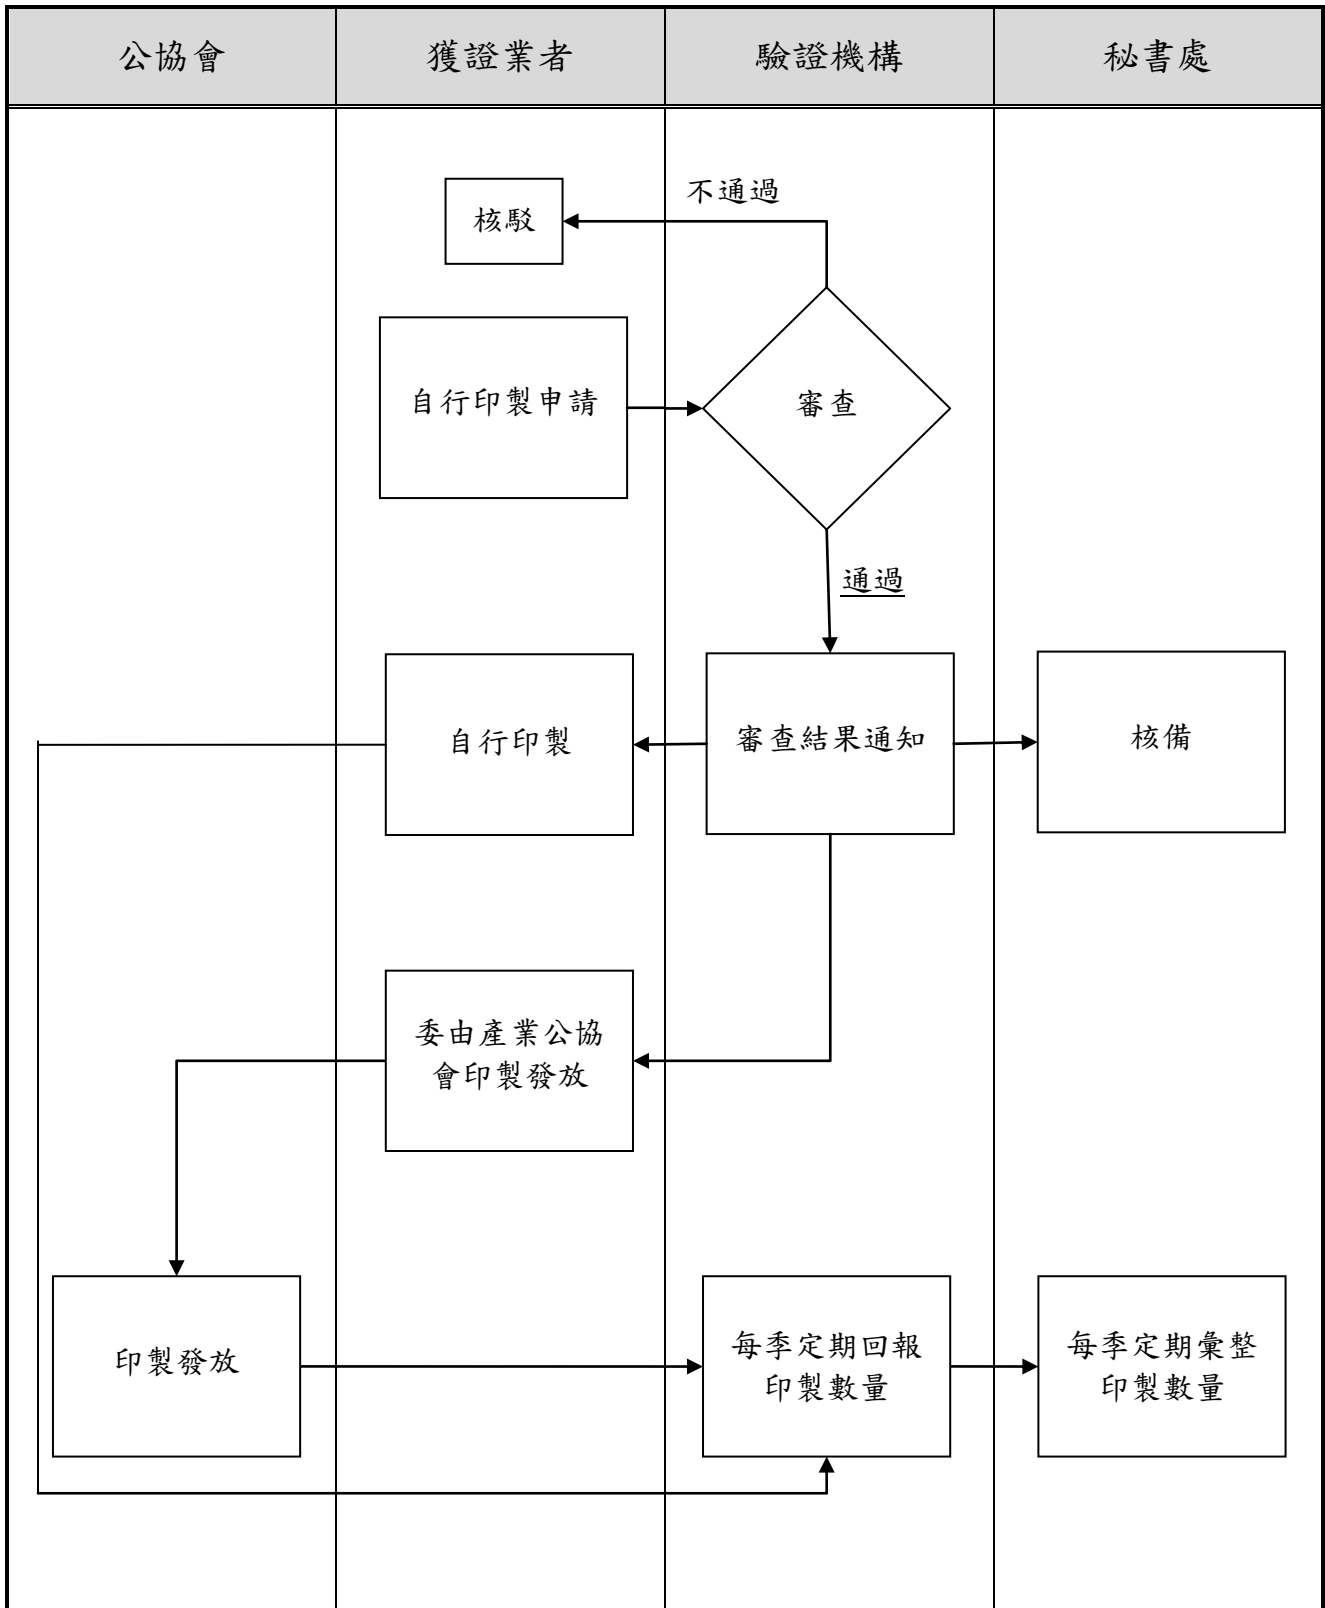 公協會
獲證業者
驗證機構
秘書處
不通過
核駁
自行印製申請
審查
通過
自行印製
審查結果通知
核備
委由產業公協
會印製發放
印製發放
每季定期回報
印製數量
每季定期彙整
印製數量